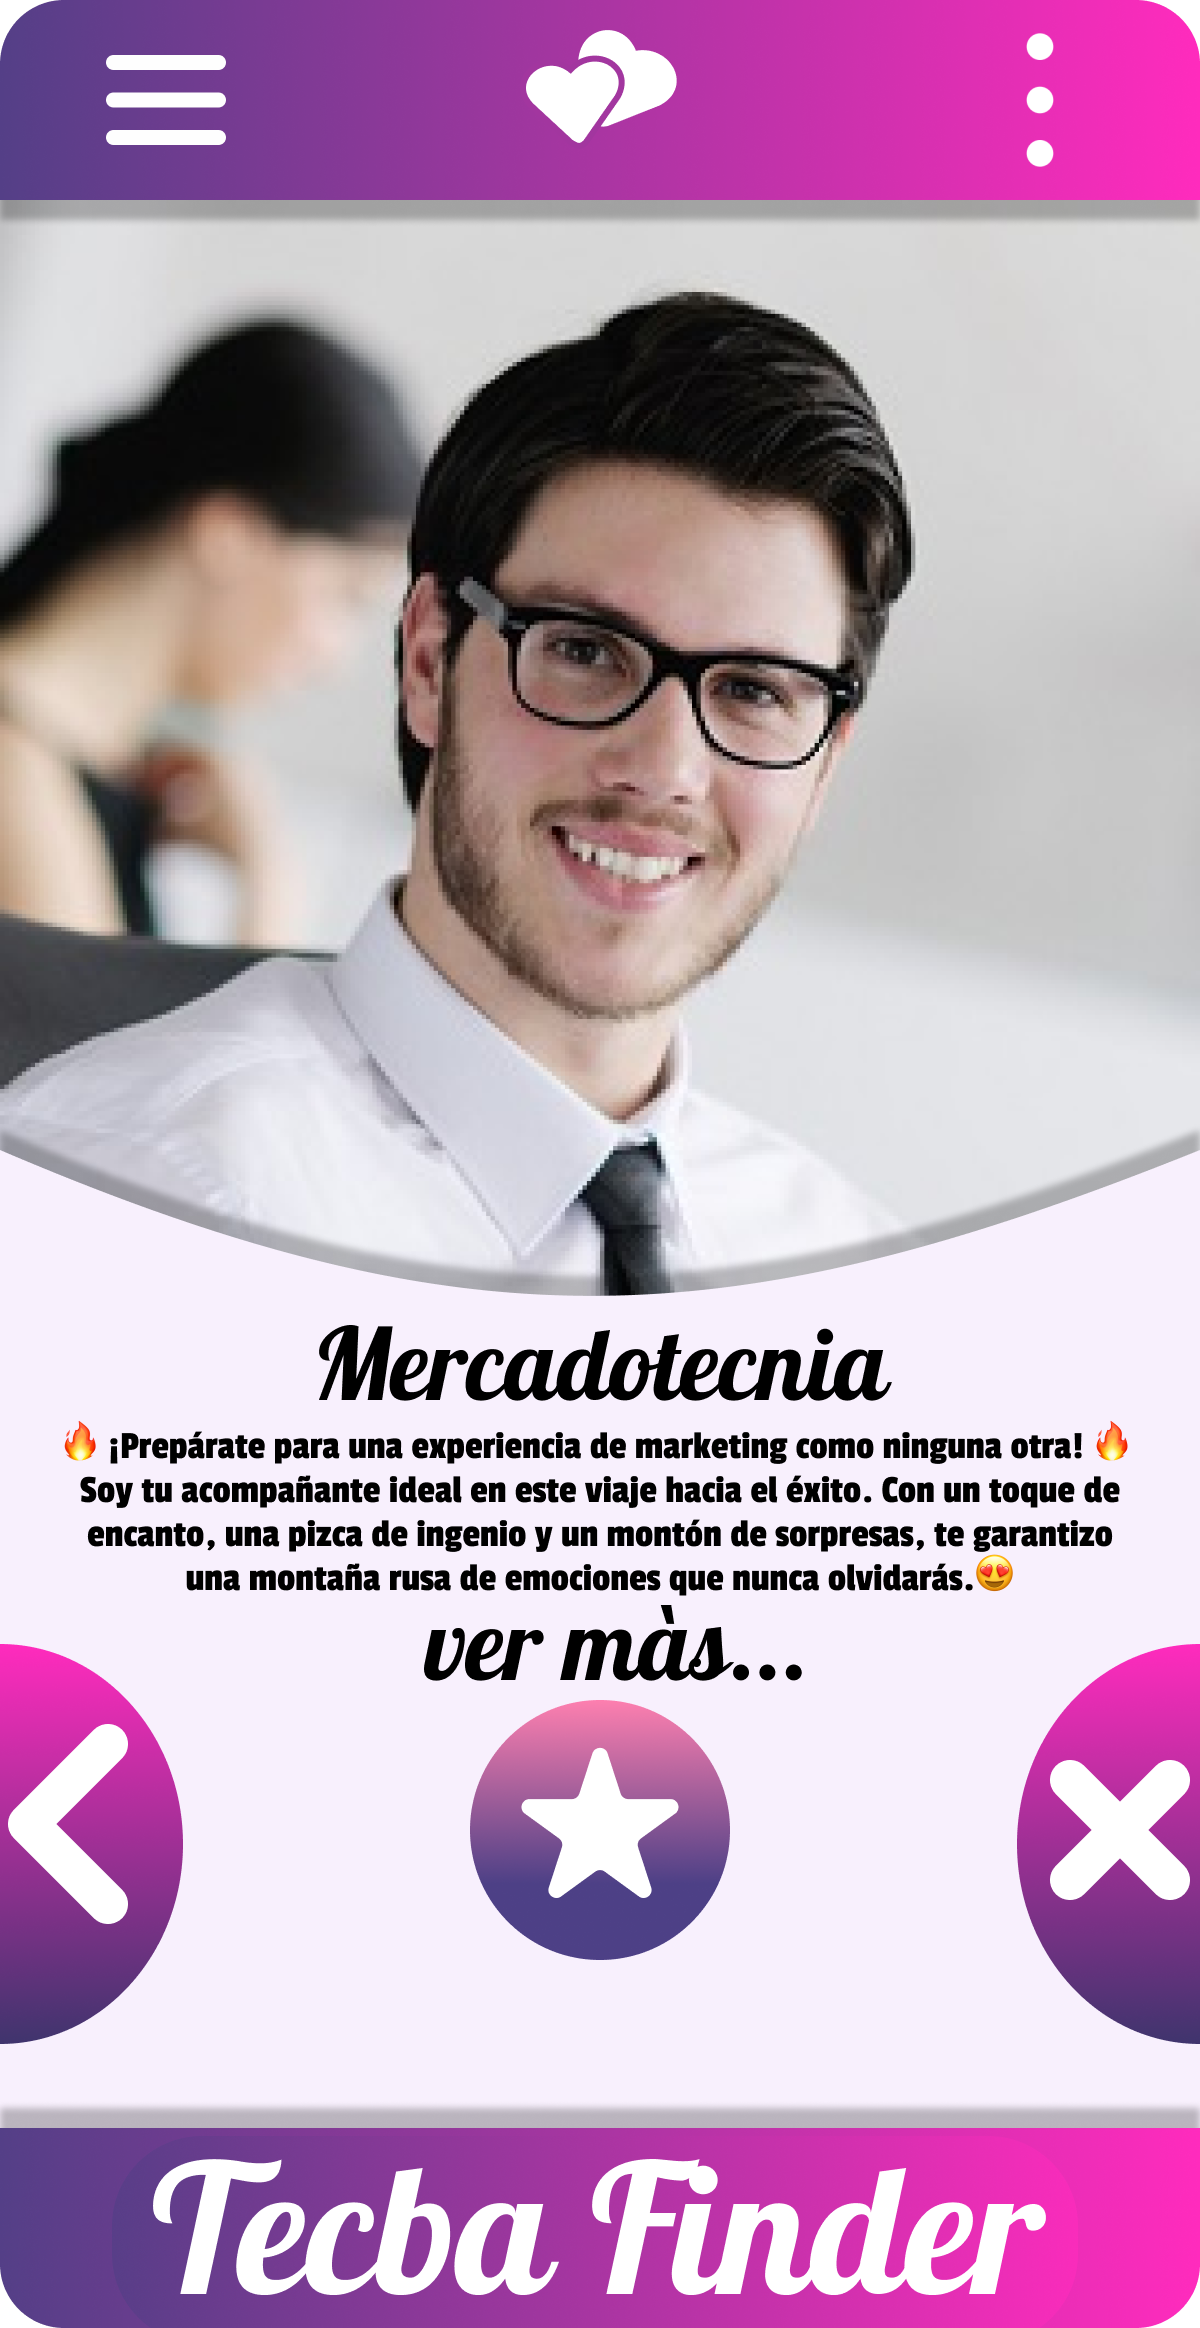 Mercadotecnia
🔥 ¡Prepárate para una experiencia de marketing como ninguna otra! 🔥
Soy tu acompañante ideal en este viaje hacia el éxito. Con un toque de
encanto, una pizca de ingenio y un montón de sorpresas, te garantizo
una montaña rusa de emociones que nunca olvidarás.😍
ver màs...
Tecba Finder